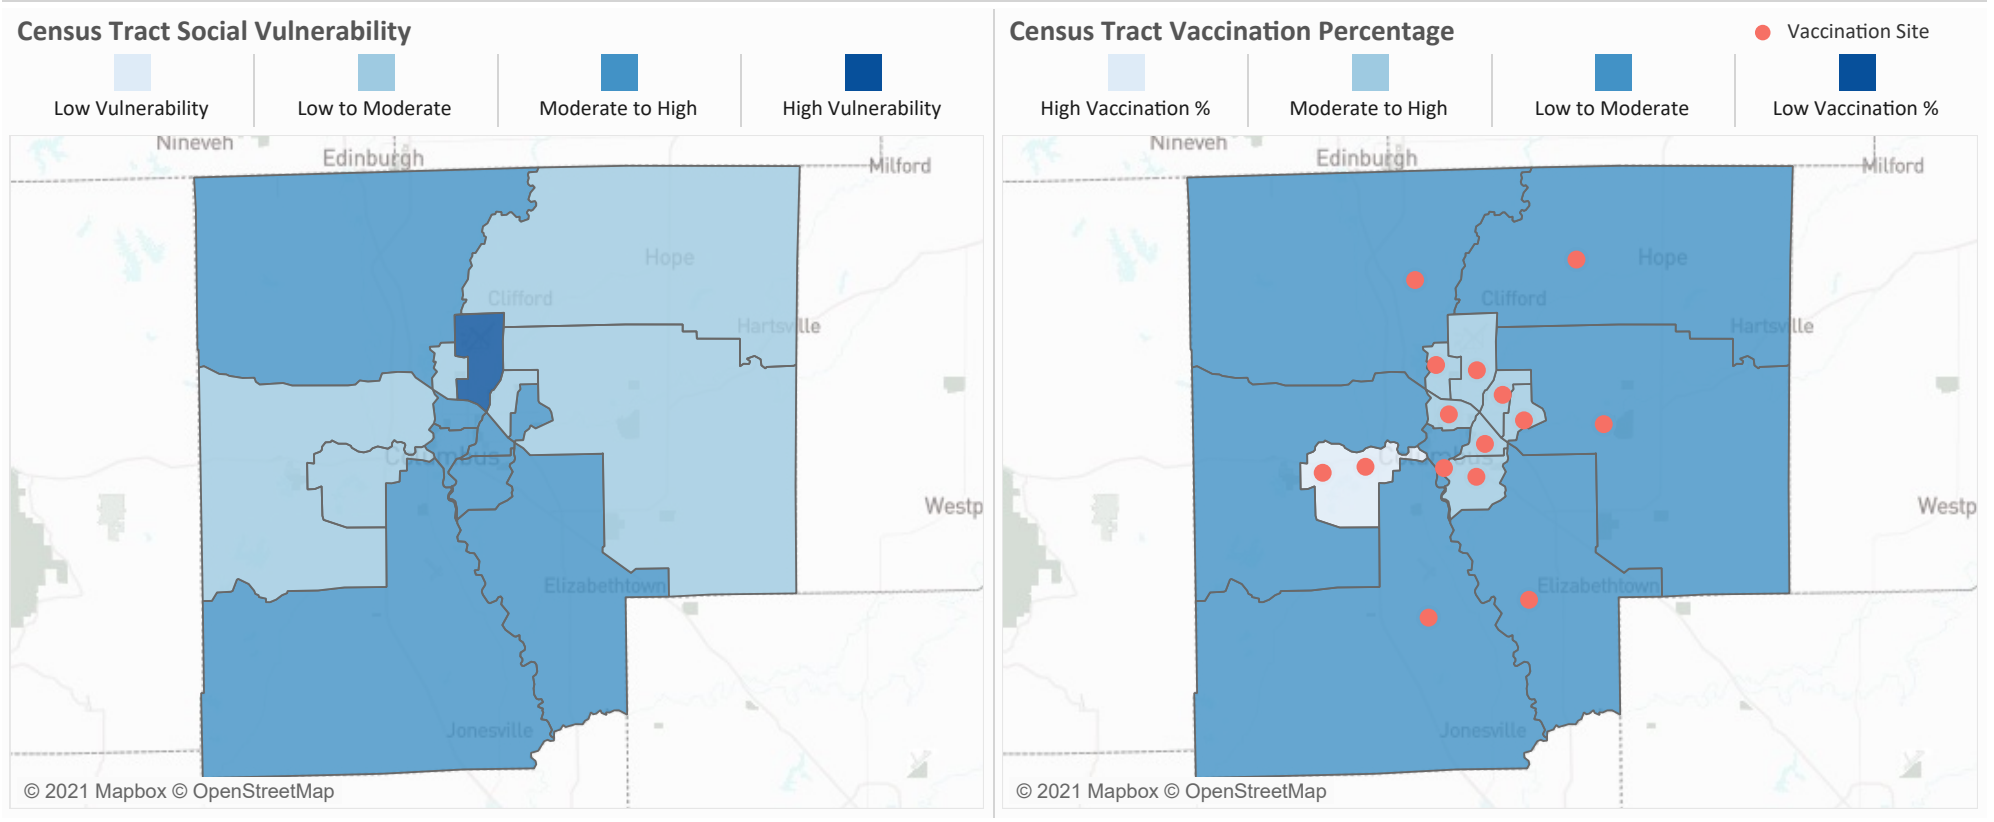 Census Tract Social Vulnerability
Low Vulnerability
Low to Moderate
Moderate to High
High Vulnerability
Nineveh
Edinburgh
Milford
Hope
Clifford
Hartsville
Columbus
Westp
Elizabethtown
Jonesville
© 2021 Mapbox © OpenStreetMap
Census Tract Vaccination Percentage
Vaccination Site
High Vaccination %
Moderate to High
Low to Moderate
Low Vaccination %
Nineveh
Edinburgh
Milford
Hope
Clifford
Hartsville
Columbus
Westp
Elizabethtown
Jonesville
© 2021 Mapbox © OpenStreetMap